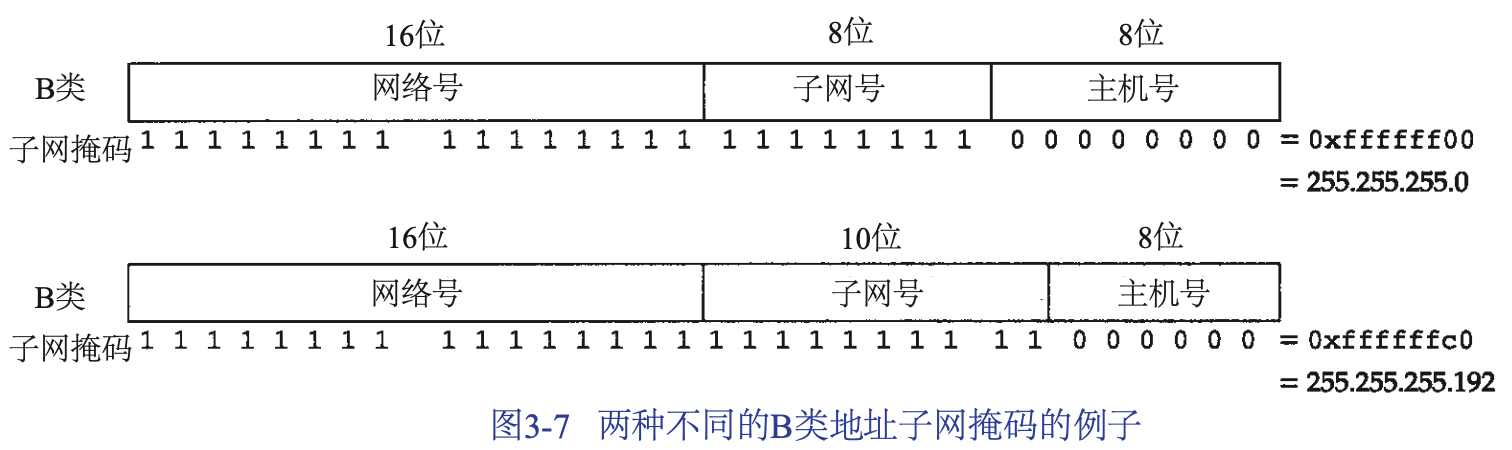 16位 8位 8位
B类 网络号 子网号 主机号
子网掩码 1 1 1 1 1 1 1 1 1 1 1 1 1 1 1 1 1 1 1 1 1 1 1 1 0 0 0 0 0 0 0 0 = 0xffffff00
= 255.255.255.0
16位 10位 8位
B类 网络号 子网号 主机号
子网掩码 1 1 1 1 1 1 1 1 1 1 1 1 1 1 1 1 1 1 1 1 1 1 1 1 1 1 0 0 0 0 0 0 = 0xffffffc0
= 255.255.255.192
图3-7 两种不同的B类地址子网掩码的例子